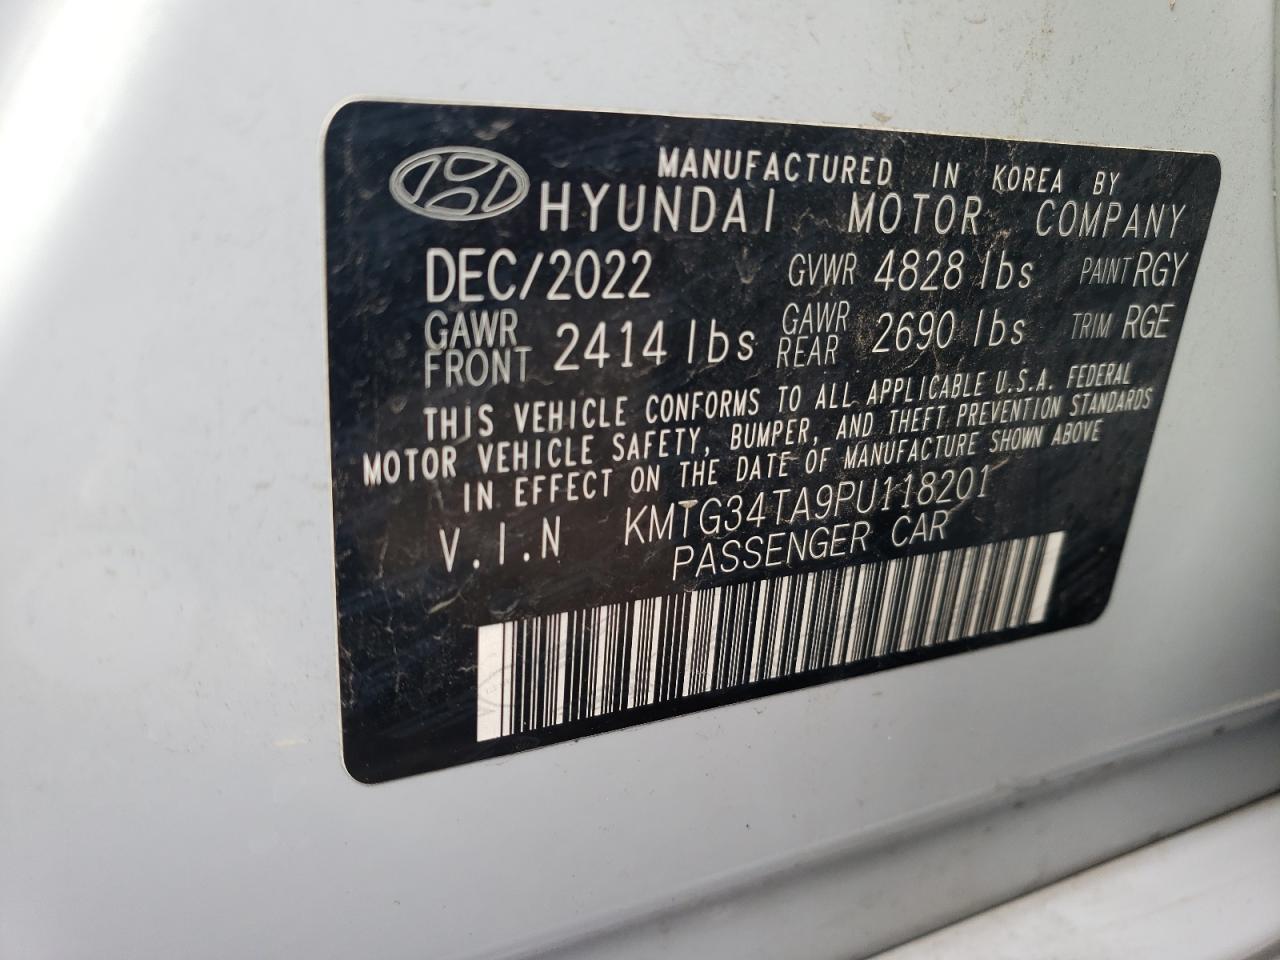 MANUFACTURED IN KOREA BY
HYUNDAI MOTOR COMPANY
DEC/2022 GVWR 4828 lbs PAINT RGY
GAWR FRONT 2414 lbs GAWR REAR 2690 lbs TRIM RGE
THIS VEHICLE CONFORMS TO ALL APPLICABLE U.S.A. FEDERAL
MOTOR VEHICLE SAFETY, BUMPER, AND THEFT PREVENTION STANDARDS
IN EFFECT ON THE DATE OF MANUFACTURE SHOWN ABOVE
V.I.N KMTG34TA9PU118201
PASSENGER CAR